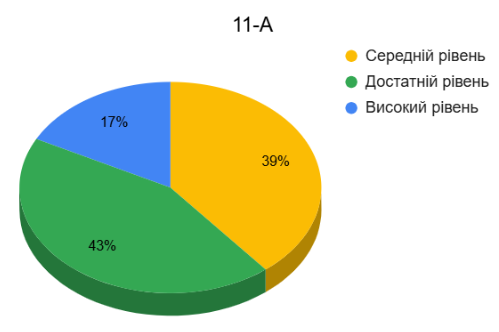 11-А
Середній рівень
Достатній рівень
Високий рівень
17%
39%
43%